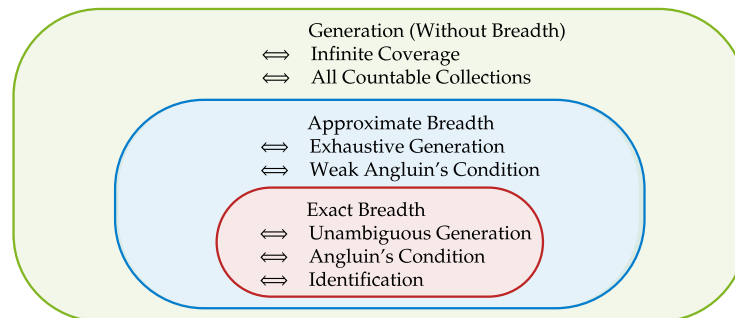 Generation (Without Breadth)
⟺ Infinite Coverage
⟺ All Countable Collections
Approximate Breadth
⟺ Exhaustive Generation
⟺ Weak Angluin's Condition
Exact Breadth
⟺ Unambiguous Generation
⟺ Angluin's Condition
⟺ Identification